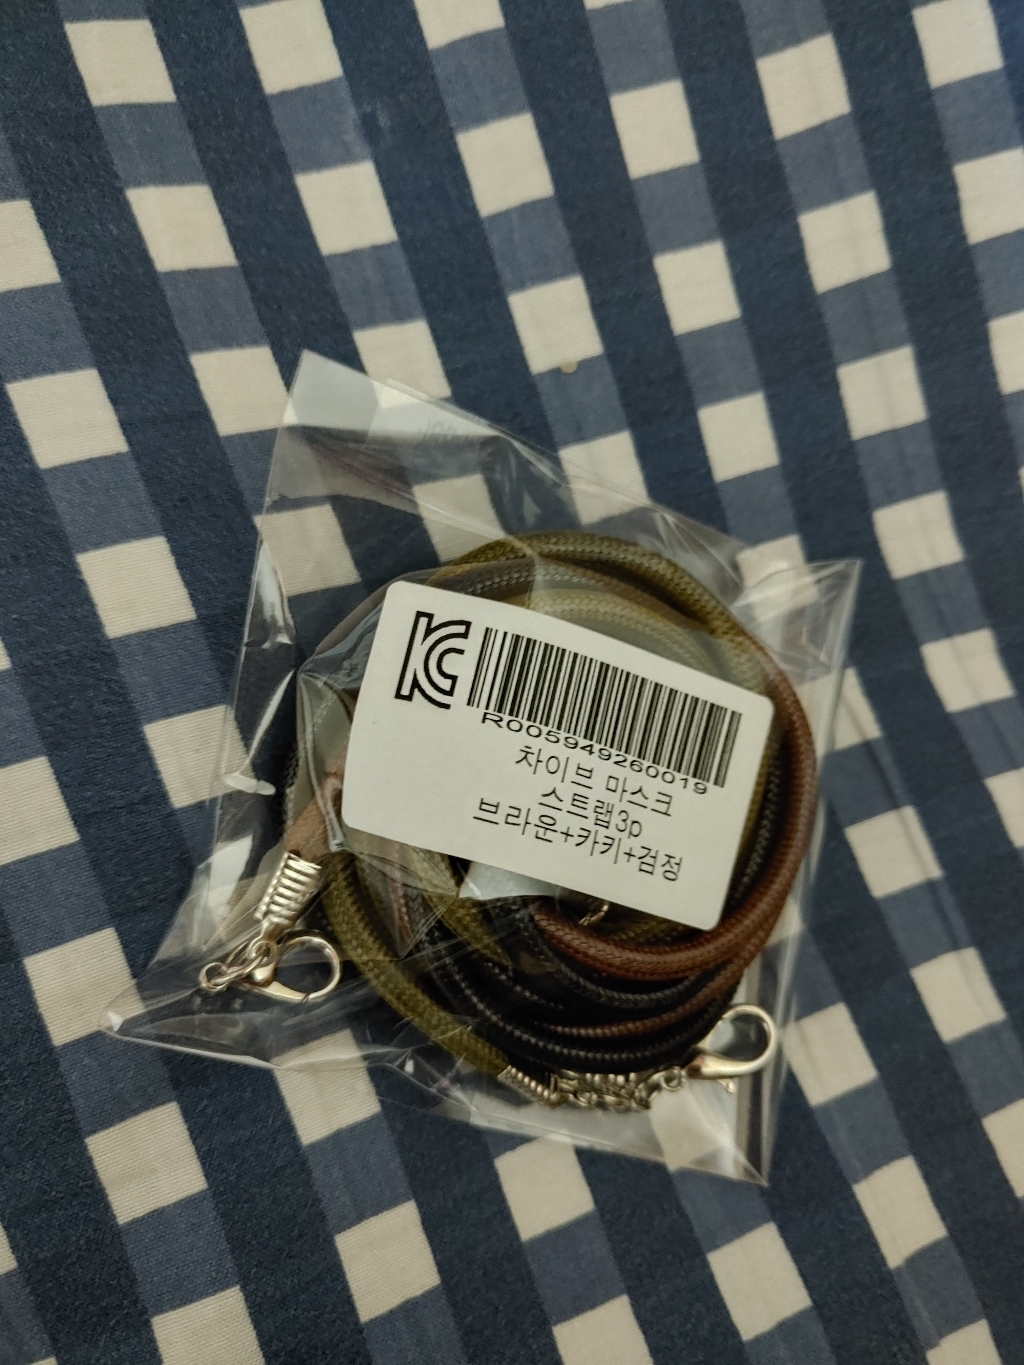 KC
R005949260019
차이브 마스크
스트랩3p
브라운+카키+검정